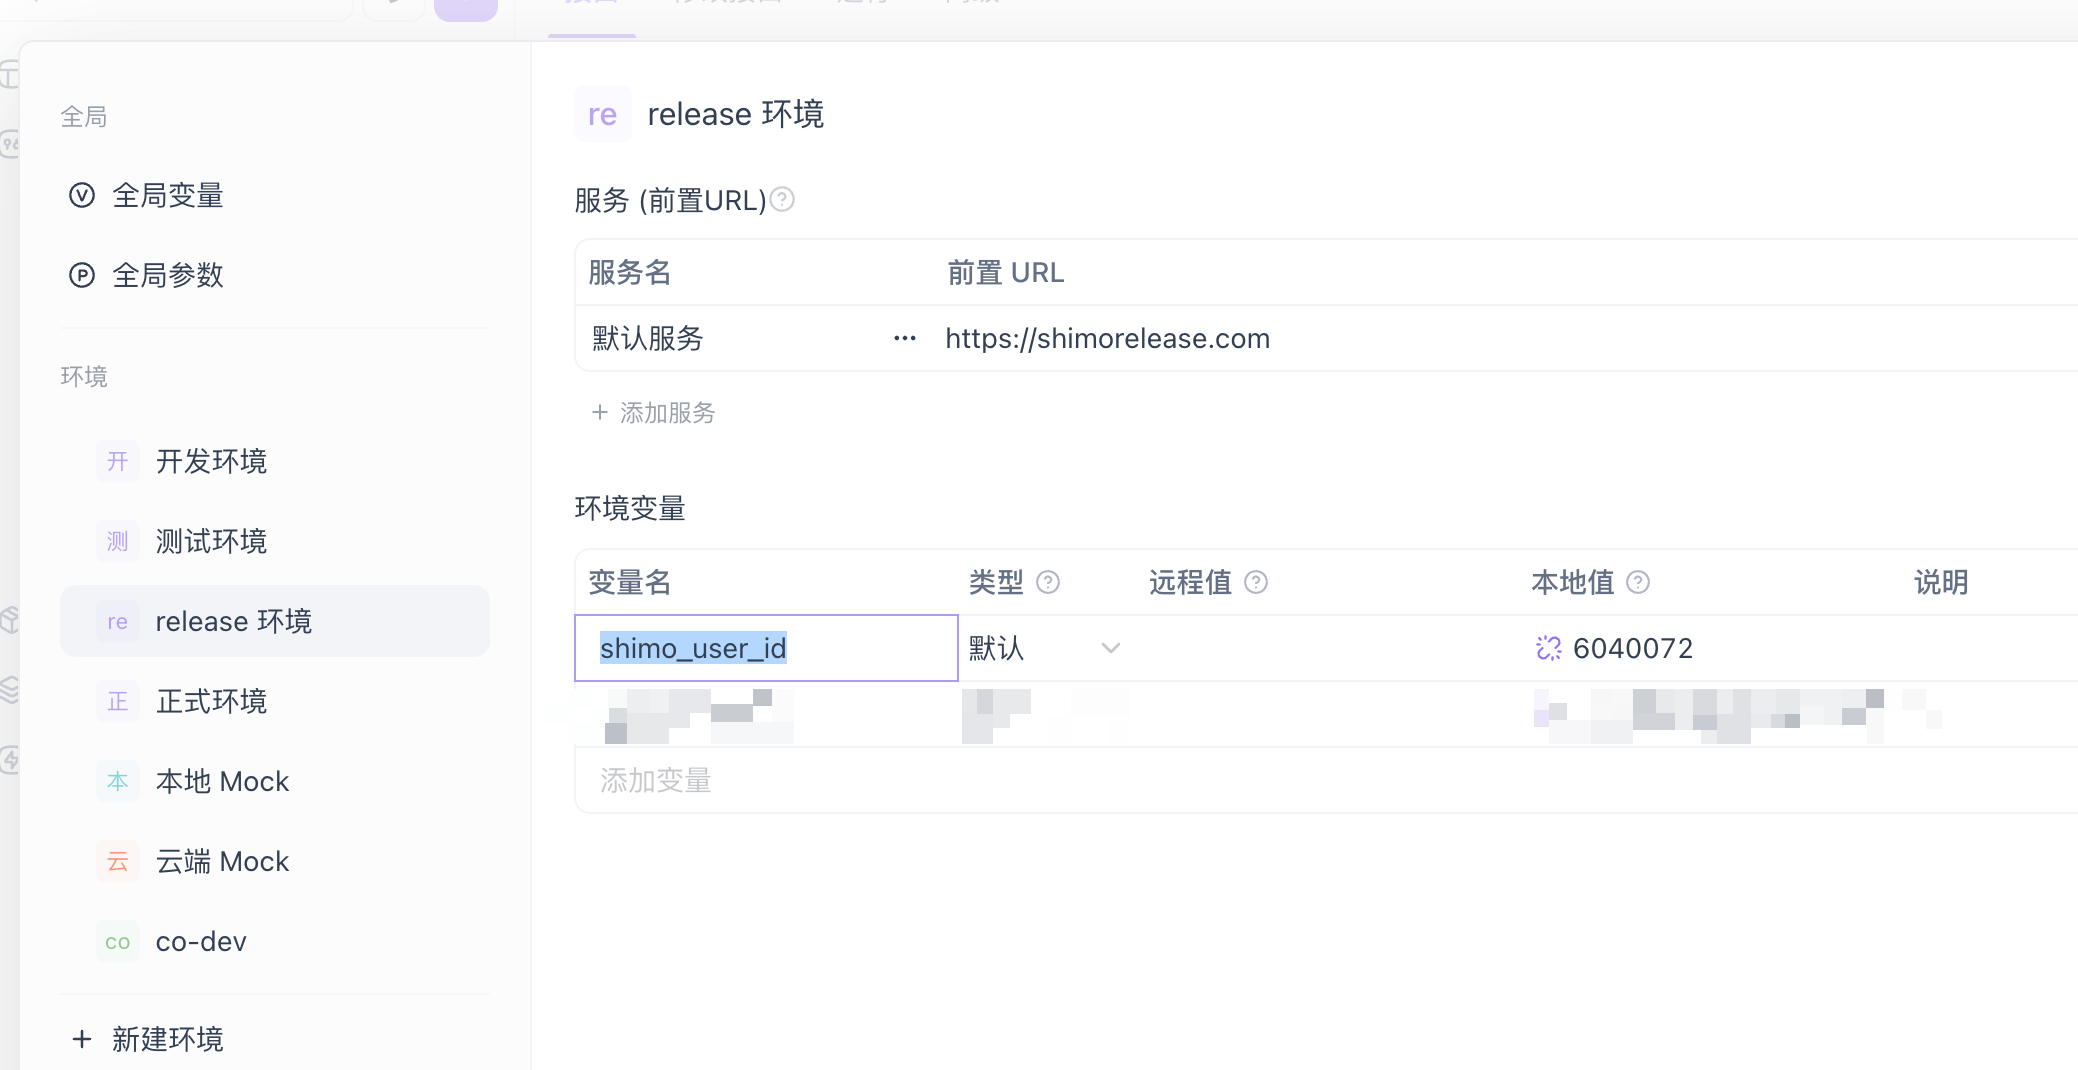 全局
全局变量
全局参数
环境
开 开发环境
测 测试环境
re release 环境
正 正式环境
本 本地 Mock
云 云端 Mock
co co-dev
+ 新建环境
re release 环境
服务 (前置URL)
服务名 前置 URL
默认服务 ··· https://shimorelease.com
+ 添加服务
环境变量
变量名 类型 远程值 本地值 说明
shimo_user_id 默认 6040072
添加变量